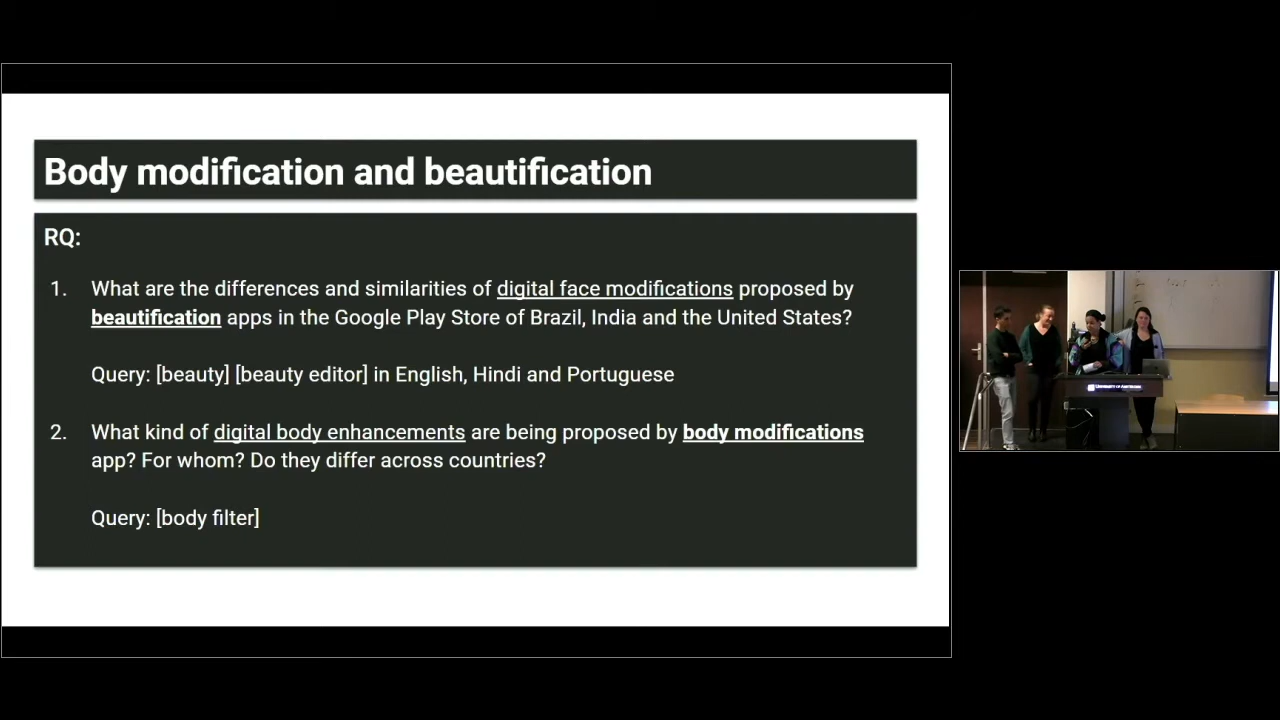 Body modification and beautification
RQ:
1. What are the differences and similarities of digital face modifications proposed by
beautification apps in the Google Play Store of Brazil, India and the United States?
Query: [beauty] [beauty editor] in English, Hindi and Portuguese
2. What kind of digital body enhancements are being proposed by body modifications
app? For whom? Do they differ across countries?
Query: [body filter]
UNIVERSITY OF AMSTERDAM